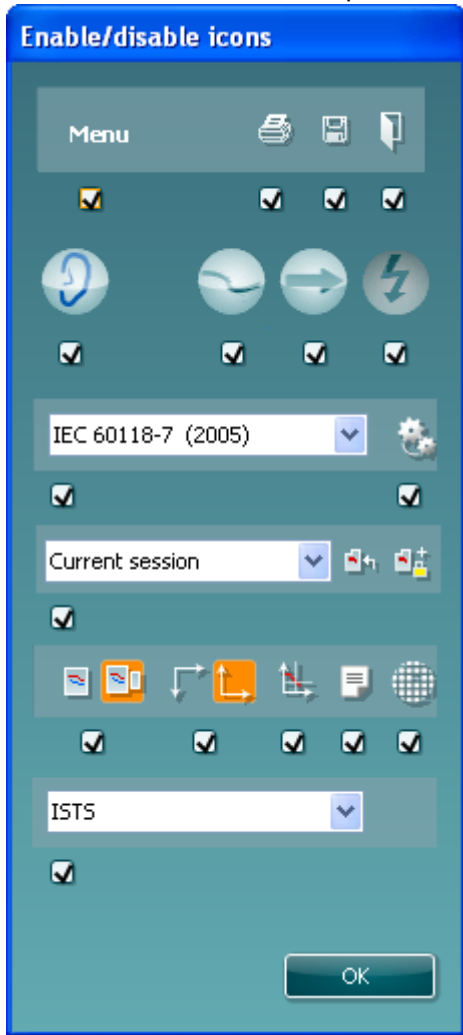 Enable/disable icons
Menu
IEC 60118-7 (2005)
Current session
ISTS
OK